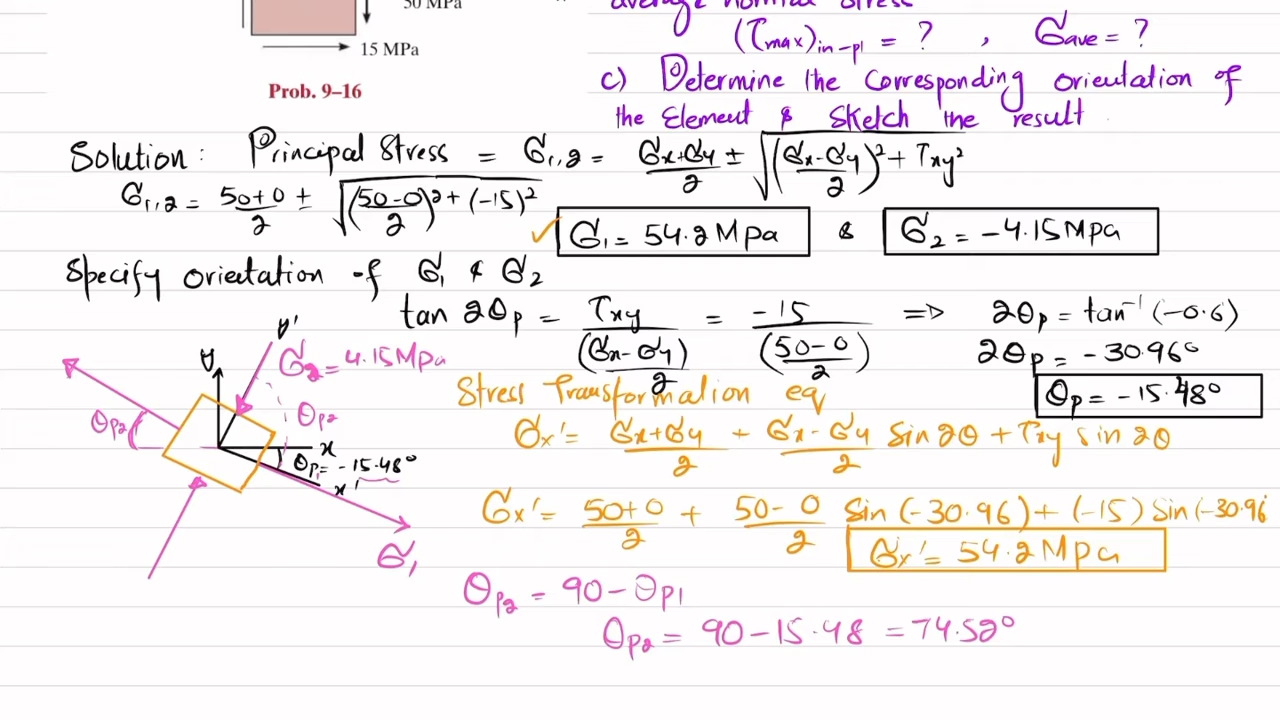 50 MPa
15 MPa
Prob. 9–16
average normal stress
(τmax)in-pl = ? , σave = ?
c) Determine the Corresponding orientation of
the Element & Sketch the result
Solution : Principal Stress = σ1,2 = (σx+σy)/2 ± √((σx-σy)/2)² + τxy²
σ1,2 = (50+0)/2 ± √((50-0)/2)² + (-15)²
✓ σ1 = 54.2 MPa & σ2 = -4.15 MPa
Specify orientation of σ1 & σ2
tan 2θp = τxy/((σx-σy)/2) = -15/((50-0)/2) => 2θp = tan⁻¹(-0.6)
2θp = -30.96°
θp = -15.48°
y'
y
σ2 = 4.15 MPa
θp2
θp2
x
θp = -15.48°
x'
σ1
Stress Transformation eq
σx' = (σx+σy)/2 + (σx-σy)/2 Sin 2θ + τxy sin 2θ
σx' = (50+0)/2 + (50-0)/2 Sin(-30.96) + (-15) Sin(-30.96
σx' = 54.2 MPa
θp2 = 90 - θp1
θp2 = 90 - 15.48 = 74.52°